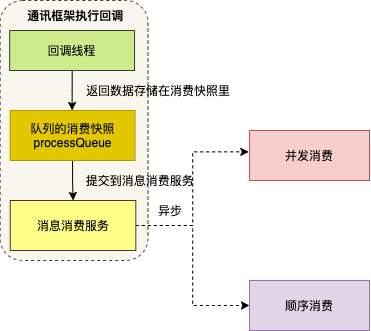 通讯框架执行回调
回调线程
返回数据存储在消费快照里
队列的消费快照
processQueue
提交到消息消费服务
并发消费
异步
消息消费服务
顺序消费